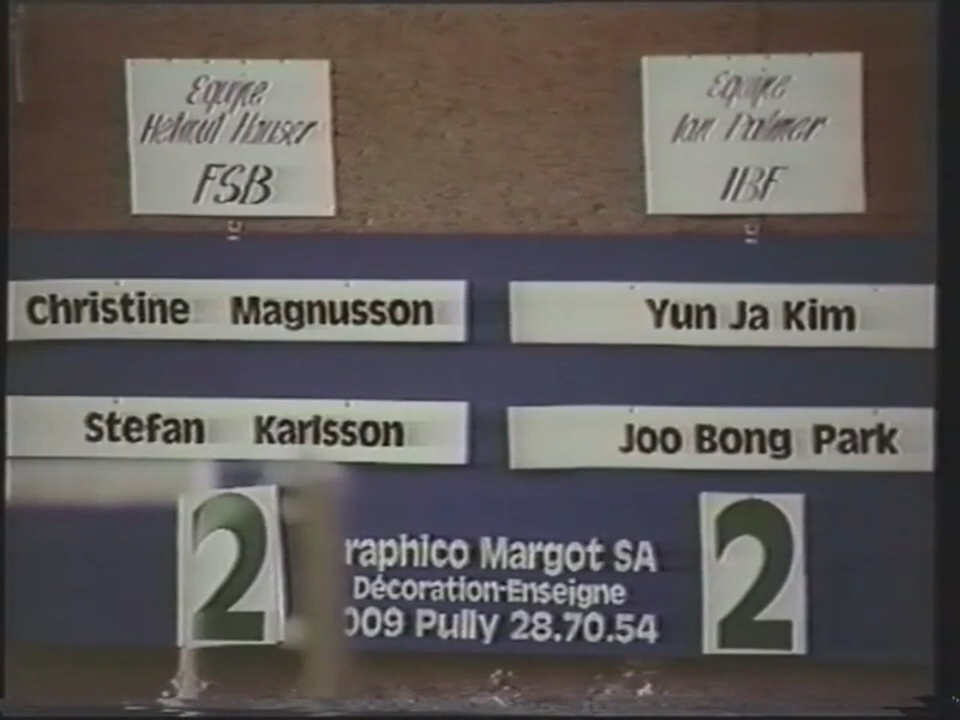 Equipe
Helmut Hauser
FSB
Equipe
Ian Palmer
IBF
Christine Magnusson
Yun Ja Kim
Stefan Karlsson
Joo Bong Park
2
2
raphico Margot SA
Décoration-Enseigne
009 Pully 28.70.54